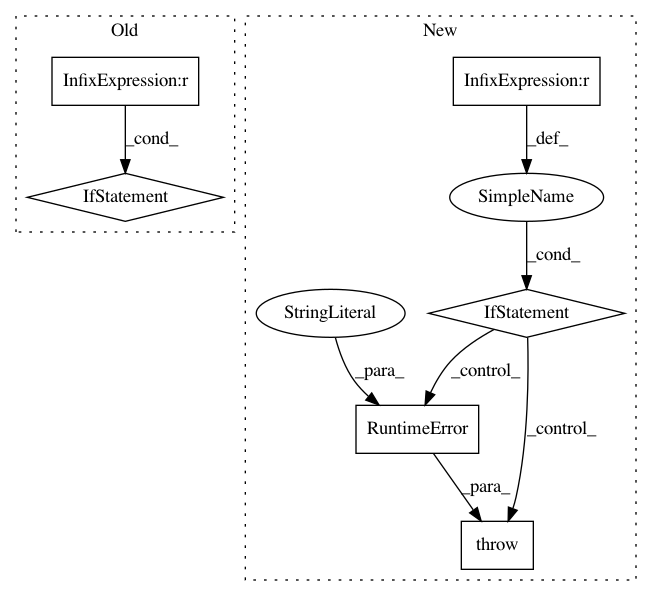 Old
New
InfixExpression:r
InfixExpression:r
_cond_
_def_
IfStatement
SimpleName
_cond_
StringLiteral
IfStatement
_para_
_control_
RuntimeError
_control_
_para_
throw